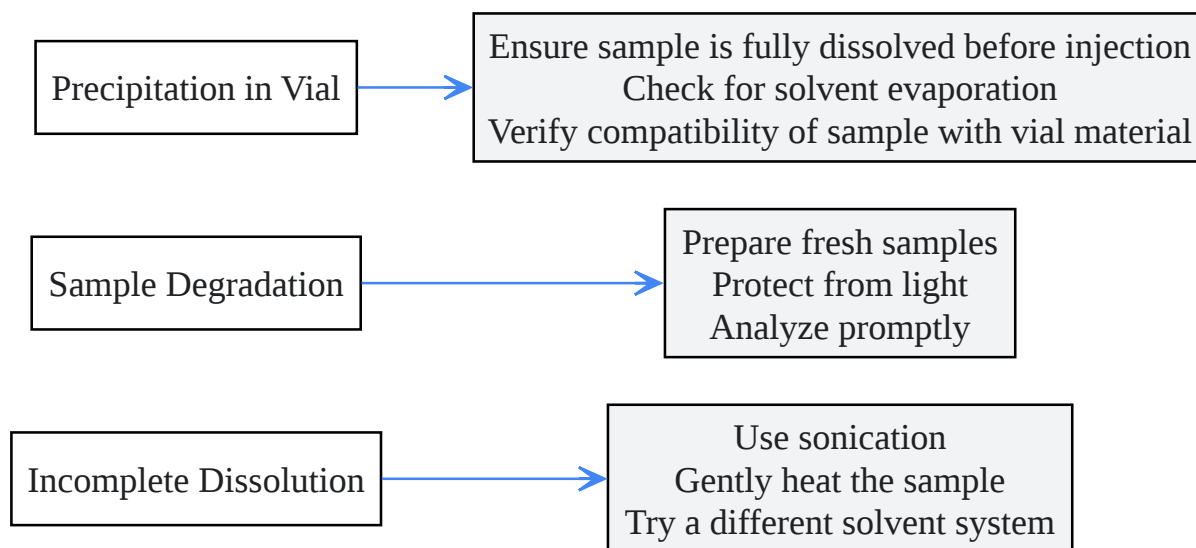 Precipitation in Vial
Ensure sample is fully dissolved before injection
Check for solvent evaporation
Verify compatibility of sample with vial material
Sample Degradation
Prepare fresh samples
Protect from light
Analyze promptly
Incomplete Dissolution
Use sonication
Gently heat the sample
Try a different solvent system